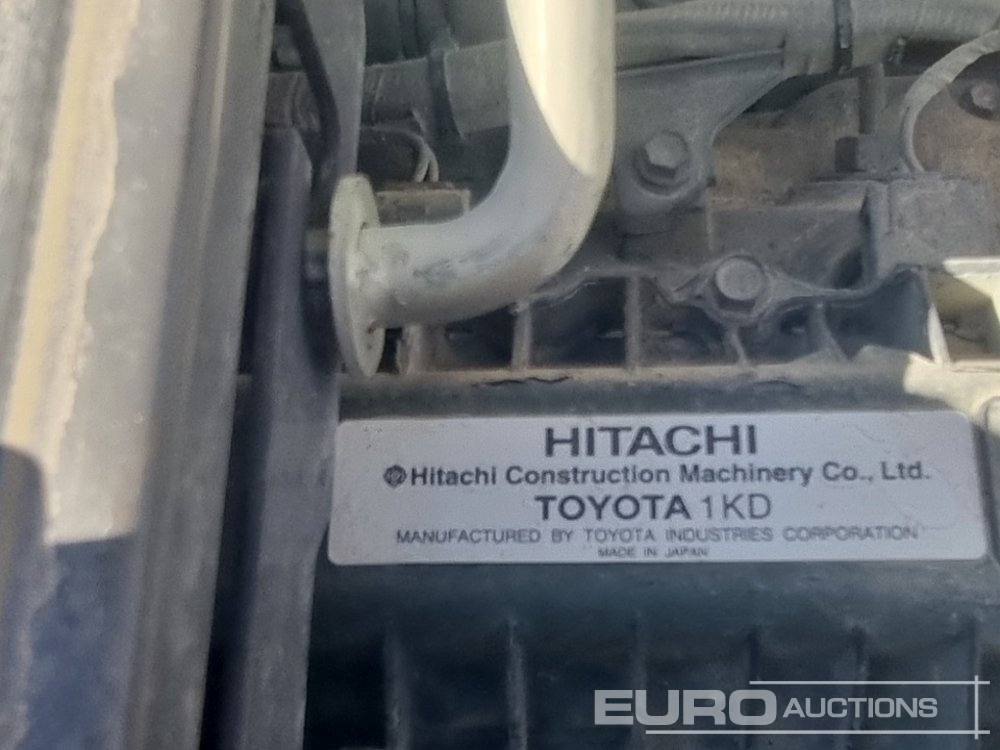 HITACHI
Hitachi Construction Machinery Co., Ltd.
TOYOTA 1KD
MANUFACTURED BY TOYOTA INDUSTRIES CORPORATION
MADE IN JAPAN
EURO AUCTIONS